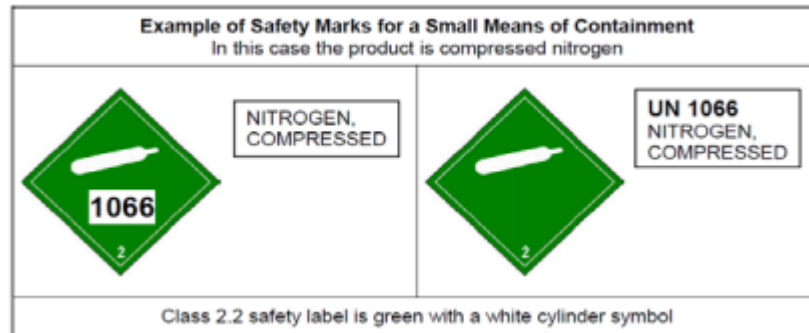 Example of Safety Marks for a Small Means of Containment
In this case the product is compressed nitrogen
1066
2
NITROGEN,
COMPRESSED
2
UN 1066
NITROGEN,
COMPRESSED
Class 2.2 safety label is green with a white cylinder symbol